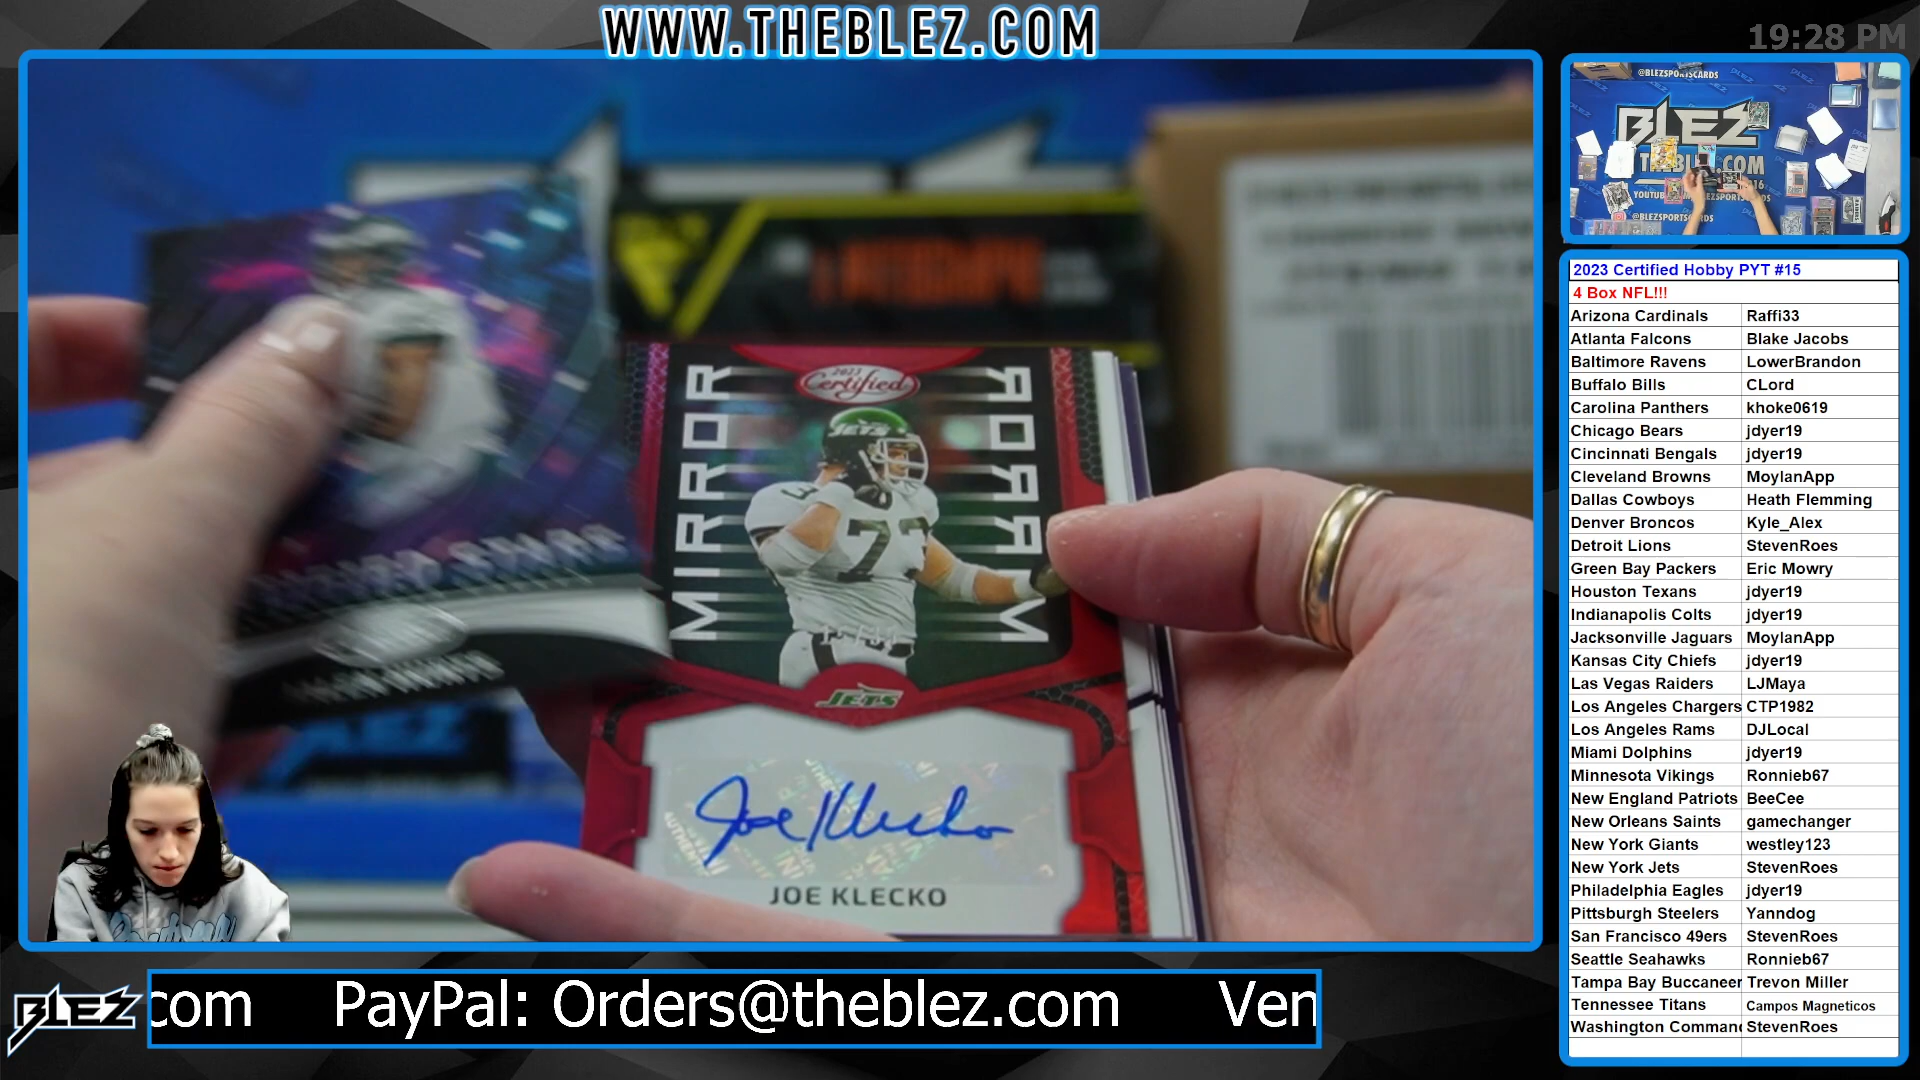 WWW.THEBLEZ.COM
19:28 PM
@BLEZSPORTSCARDS
BLEZ
2023
Certified
MIRROR
MIRROR
JETS
73
JETS
Joe Klecko
JOE KLECKO
2023 Certified Hobby PYT #15
4 Box NFL!!!
Arizona Cardinals Raffi33
Atlanta Falcons Blake Jacobs
Baltimore Ravens LowerBrandon
Buffalo Bills CLord
Carolina Panthers khoke0619
Chicago Bears jdyer19
Cincinnati Bengals jdyer19
Cleveland Browns MoylanApp
Dallas Cowboys Heath Flemming
Denver Broncos Kyle_Alex
Detroit Lions StevenRoes
Green Bay Packers Eric Mowry
Houston Texans jdyer19
Indianapolis Colts jdyer19
Jacksonville Jaguars MoylanApp
Kansas City Chiefs jdyer19
Las Vegas Raiders LJMaya
Los Angeles Chargers CTP1982
Los Angeles Rams DJLocal
Miami Dolphins jdyer19
Minnesota Vikings Ronnieb67
New England Patriots BeeCee
New Orleans Saints gamechanger
New York Giants westley123
New York Jets StevenRoes
Philadelphia Eagles jdyer19
Pittsburgh Steelers Yanndog
San Francisco 49ers StevenRoes
Seattle Seahawks Ronnieb67
Tampa Bay Buccaneer Trevon Miller
Tennessee Titans Campos Magneticos
Washington Comman StevenRoes
BLEZ
com PayPal: Orders@theblez.com Ven